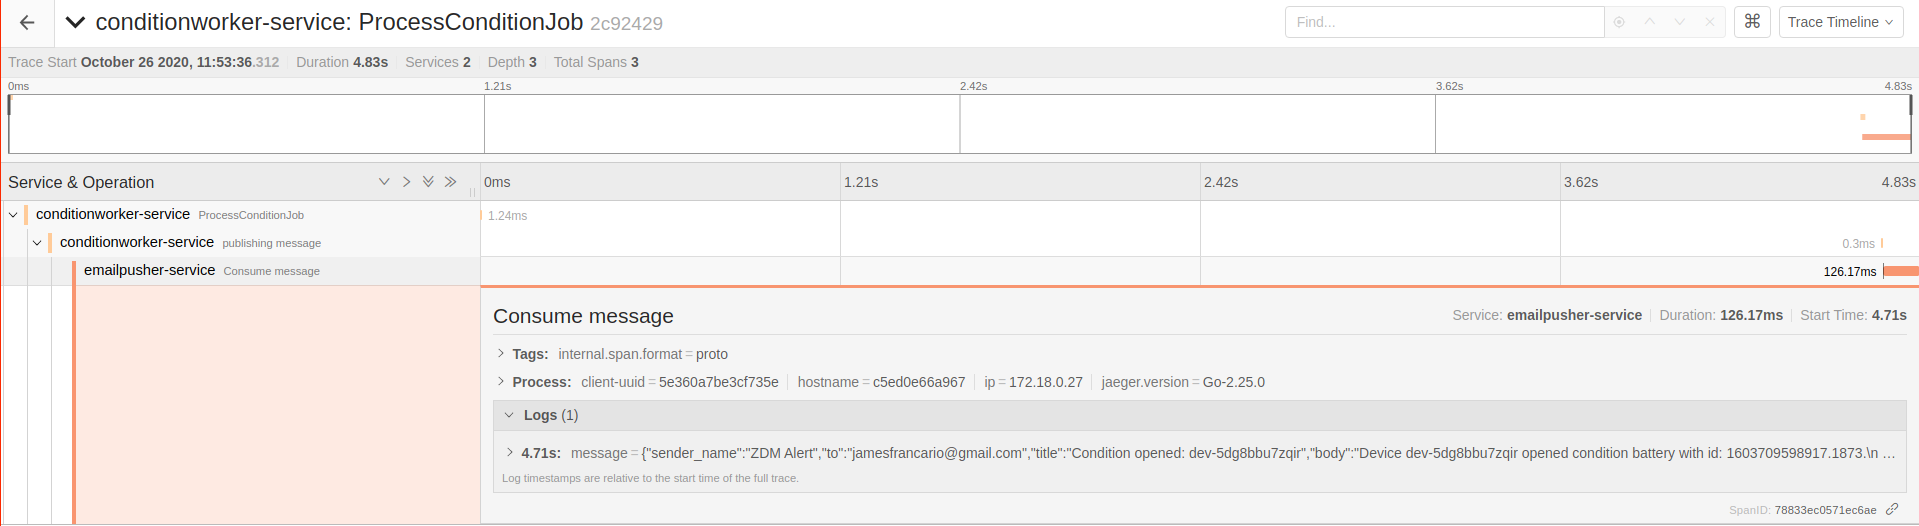 conditionworker-service: ProcessConditionJob 2c92429
Find...
⌘
Trace Timeline
Trace Start October 26 2020, 11:53:36.312 Duration 4.83s Services 2 Depth 3 Total Spans 3
0ms 1.21s 2.42s 3.62s 4.83s
Service & Operation 0ms 1.21s 2.42s 3.62s 4.83s
conditionworker-service ProcessConditionJob 1.24ms
conditionworker-service publishing message 0.3ms
emailpusher-service Consume message 126.17ms
Consume message Service: emailpusher-service Duration: 126.17ms Start Time: 4.71s
Tags: internal.span.format = proto
Process: client-uuid = 5e360a7be3cf735e hostname = c5ed0e66a967 ip = 172.18.0.27 jaeger.version = Go-2.25.0
Logs (1)
4.71s: message = {"sender_name":"ZDM Alert","to":"jamesfrancario@gmail.com","title":"Condition opened: dev-5dg8bbu7zqir","body":"Device dev-5dg8bbu7zqir opened condition battery with id: 1603709598917.1873.\n ...
Log timestamps are relative to the start time of the full trace.
SpanID: 78833ec0571ec6ae